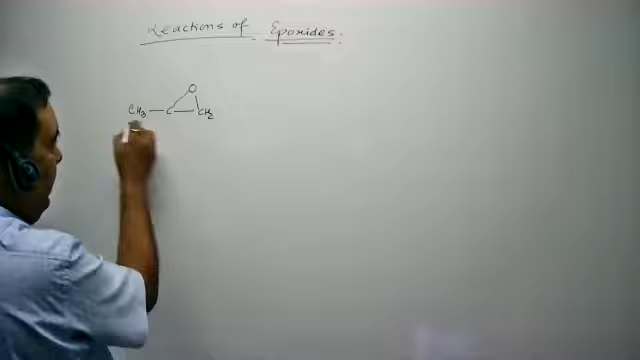 Reactions of Epoxides.
O
CH₃ — C — CH₂